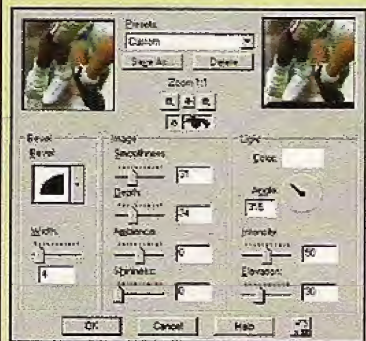 Presets:
Custom
Save As...
Delete
Zoom 1:1
Bevel
Image
Light
Bevel:
Smoothness:
Color:
Depth:
24
Angle:
315
Width:
Ambience:
Intensity:
4
0
50
Shininess:
Elevation:
0
30
OK
Cancel
Help